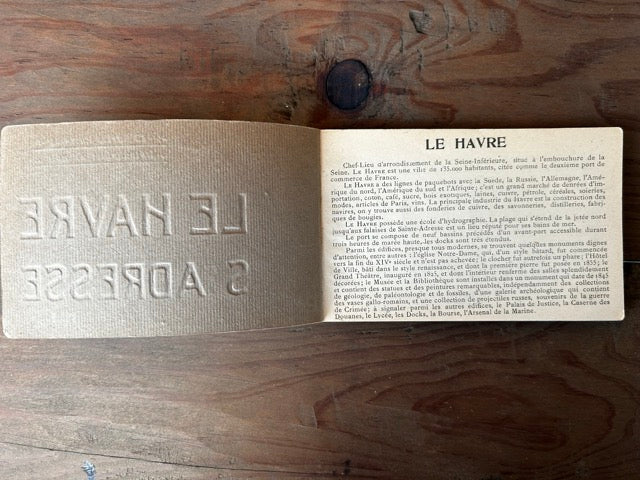 LE HAVRE
S ADRESSE
LE HAVRE
Chef-Lieu d'arrondissement de la Seine-Inférieure, situé à l'embouchure de la
Seine. LE HAVRE est une ville de 135.000 habitants, citée comme le deuxième port de
commerce de France.
LE HAVRE a des lignes de paquebots avec la Suède, la Russie, l'Allemagne, l'Amé-
rique du nord, l'Amérique du sud et l'Afrique; c'est un grand marché de denrées d'im-
portation, coton, café, sucre, bois exotiques, laines, cuivre, pétrole, céréales, soieries,
modes, articles de Paris, vins. La principale industrie du Havre est la construction des
navires, on y trouve aussi des fonderies de cuivre, des savonneries, distilleries, fabri-
ques de bougies.
LE HAVRE possède une école d'hydrographie. La plage qui s'étend de la jetée nord
jusqu'aux falaises de Sainte-Adresse est un lieu réputé pour ses bains de mer.
Le port se compose de neuf bassins précédés d'un avant-port accessible durant
trois heures de marée haute, les docks sont très étendus.
Parmi les édifices, presque tous modernes, se trouvent quelques monuments dignes
d'attention, entre autres : l'église Notre-Dame, qui, d'un style bâtard, fut commencée
vers la fin du XIVe siècle et n'est pas achevée; le clocher fut autrefois un phare ; l'Hôtel
de Ville, bâti dans le style renaissance, et dont la première pierre fut posée en 1855; le
Grand Théâtre, inauguré en 1823, et dont l'intérieur renferme des salles splendidement
décorées; le Musée et la Bibliothèque sont installés dans un monument qui date de 1845
et contient des statues et des peintures remarquables, indépendamment des collections
de géologie, de paléontologie et de fossiles, d'une galerie archéologique qui contient
des vases gallo-romains, et une collection de projectiles russes, souvenirs de la guerre
de Crimée; à signaler parmi les autres édifices, le Palais de Justice, la Caserne des
Douanes, le Lycée, les Docks, la Bourse, l'Arsenal de la Marine.